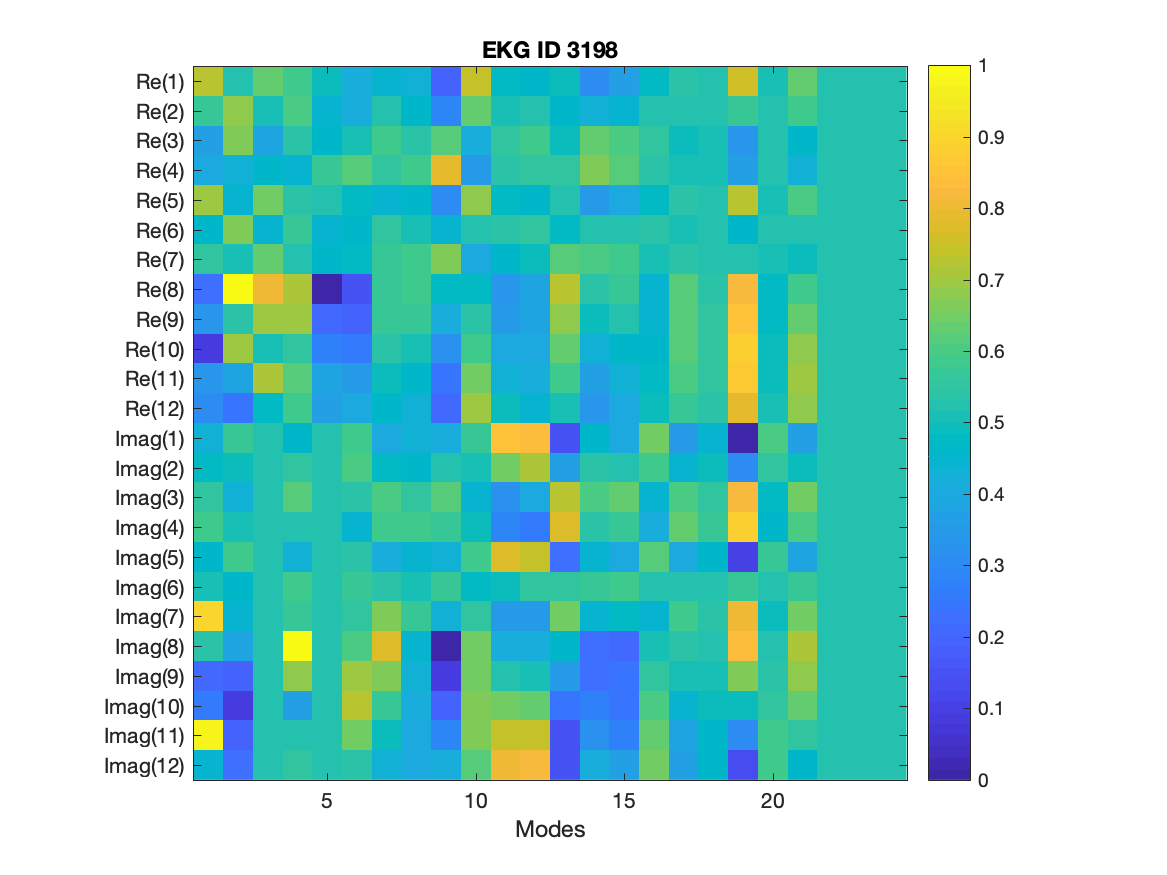 EKG ID 3198
Re(1)
Re(2)
Re(3)
Re(4)
Re(5)
Re(6)
Re(7)
Re(8)
Re(9)
Re(10)
Re(11)
Re(12)
Imag(1)
Imag(2)
Imag(3)
Imag(4)
Imag(5)
Imag(6)
Imag(7)
Imag(8)
Imag(9)
Imag(10)
Imag(11)
Imag(12)
5 10 15 20
Modes
1
0.9
0.8
0.7
0.6
0.5
0.4
0.3
0.2
0.1
0